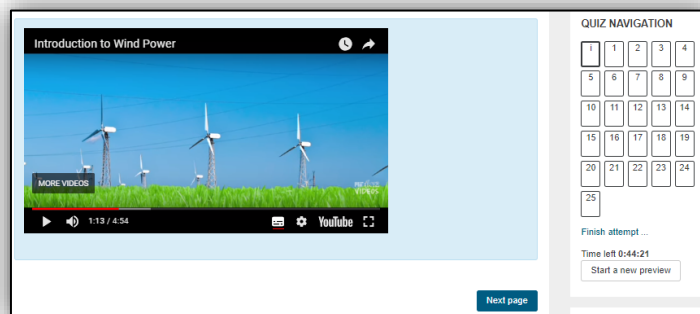 Introduction to Wind Power
MORE VIDEOS
1:13 / 4:54
YouTube
Next page
QUIZ NAVIGATION
i 1 2 3 4
5 6 7 8 9
10 11 12 13 14
15 16 17 18 19
20 21 22 23 24
25
Finish attempt ...
Time left 0:44:21
Start a new preview